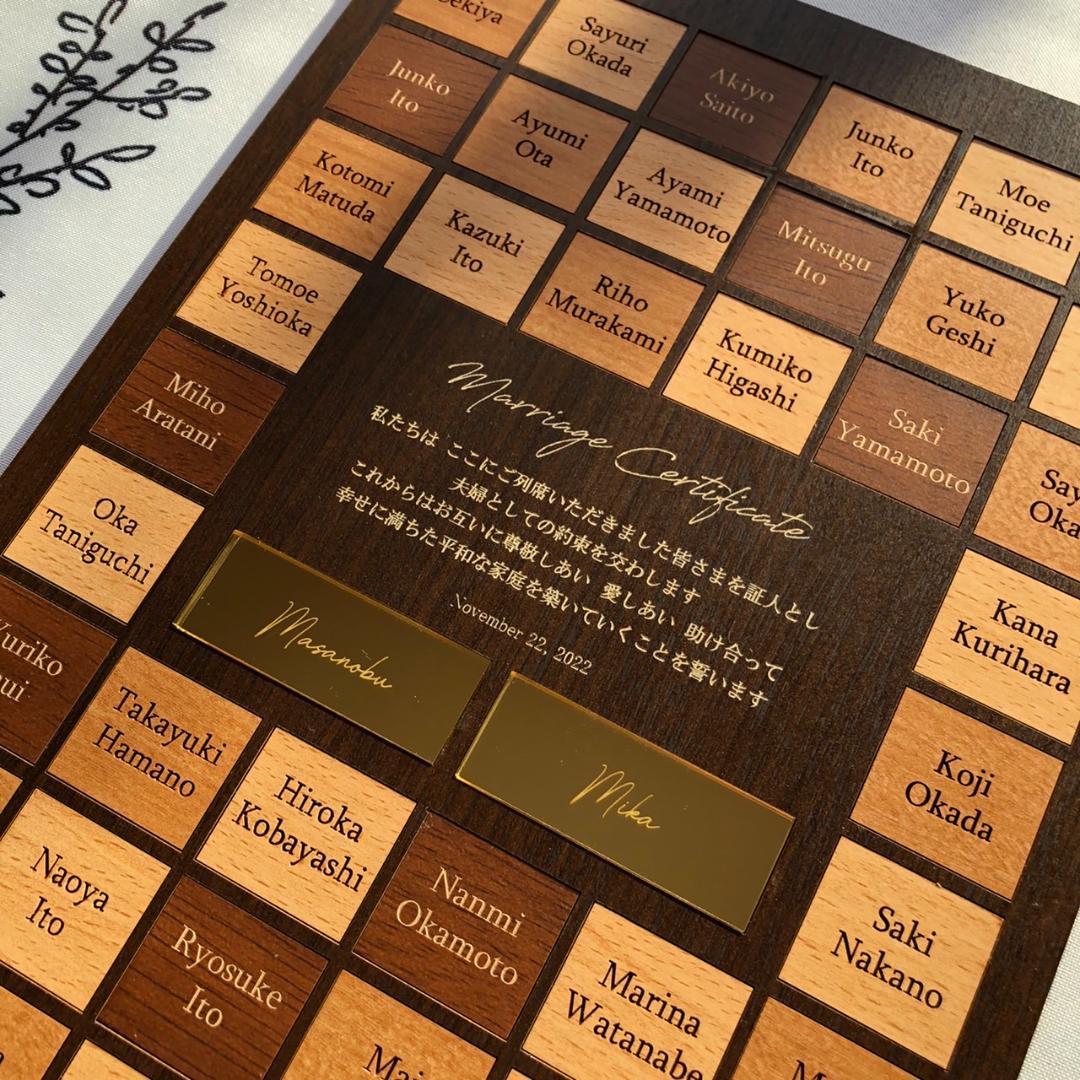 Sayuri
Okada
Akiyo
Saito
Junko
Ito
Moe
Taniguchi
Junko
Ito
Ayumi
Ota
Ayami
Yamamoto
Mitsugu
Ito
Yuko
Geshi
Kotomi
Matuda
Kazuki
Ito
Riho
Murakami
Kumiko
Higashi
Saki
Yamamoto
Tomoe
Yoshioka
Miho
Aratani
Oka
Taniguchi
Marriage Certificate
私たちは ここにご列席いただきました皆さまを証人とし
夫婦としての約束を交わします
これからはお互いに尊敬しあい 愛しあい 助け合って
幸せに満ちた平和な家庭を築いていくことを誓います
November 22, 2022
Masanobu
Mika
Kana
Kurihara
Koji
Okada
Saki
Nakano
Takayuki
Hamano
Hiroka
Kobayashi
Nanmi
Okamoto
Marina
Watanabe
Naoya
Ito
Ryosuke
Ito